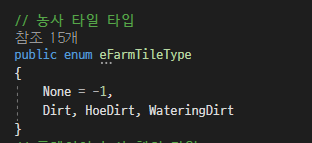 // 농사 타일 타입
참조 15개
public enum eFarmTileType
{
None = -1,
Dirt, HoeDirt, WateringDirt
}